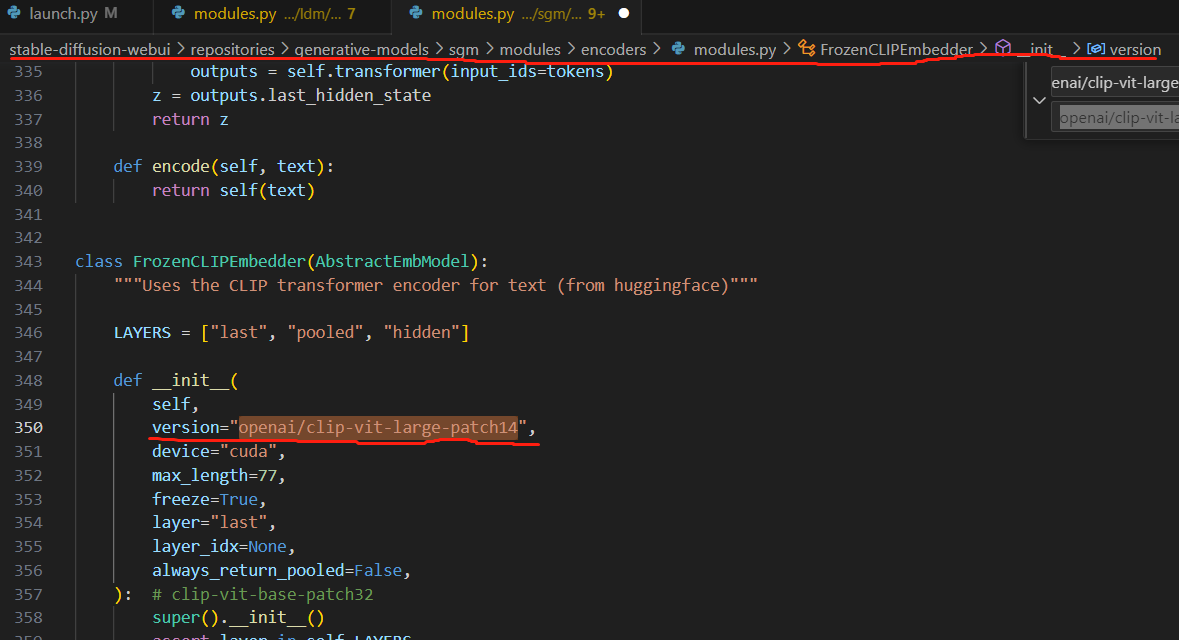 launch.py M modules.py .../ldm/... 7 modules.py .../sgm/... 9+
stable-diffusion-webui > repositories > generative-models > sgm > modules > encoders > modules.py > FrozenCLIPEmbedder > __init__ > version
335 outputs = self.transformer(input_ids=tokens)
enai/clip-vit-large
336 z = outputs.last_hidden_state
openai/clip-vit-la
337 return z
338
339 def encode(self, text):
340 return self(text)
341
342
343 class FrozenCLIPEmbedder(AbstractEmbModel):
344 """Uses the CLIP transformer encoder for text (from huggingface)"""
345
346 LAYERS = ["last", "pooled", "hidden"]
347
348 def __init__(
349 self,
350 version="openai/clip-vit-large-patch14",
351 device="cuda",
352 max_length=77,
353 freeze=True,
354 layer="last",
355 layer_idx=None,
356 always_return_pooled=False,
357 ): # clip-vit-base-patch32
358 super().__init__()
359 assert layer in self.LAYERS